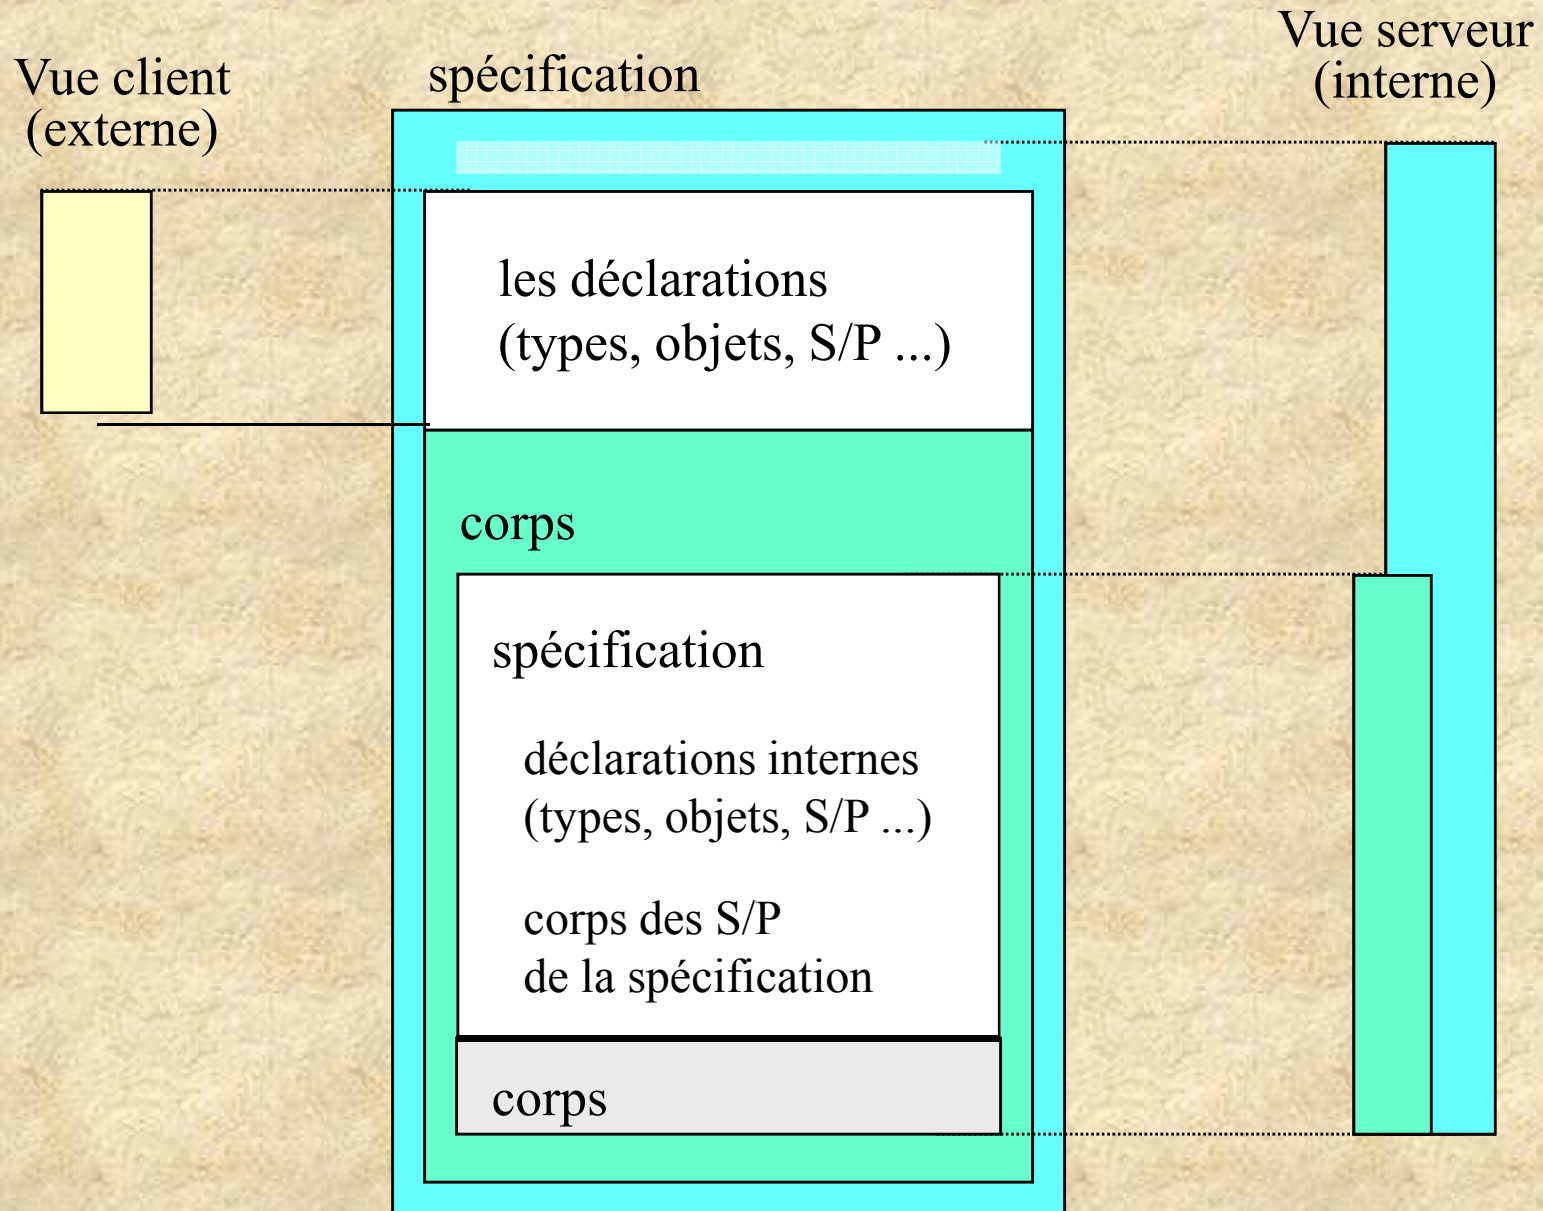 Vue client
(externe)
spécification
Vue serveur
(interne)
les déclarations
(types, objets, S/P ...)
corps
spécification
déclarations internes
(types, objets, S/P ...)
corps des S/P
de la spécification
corps